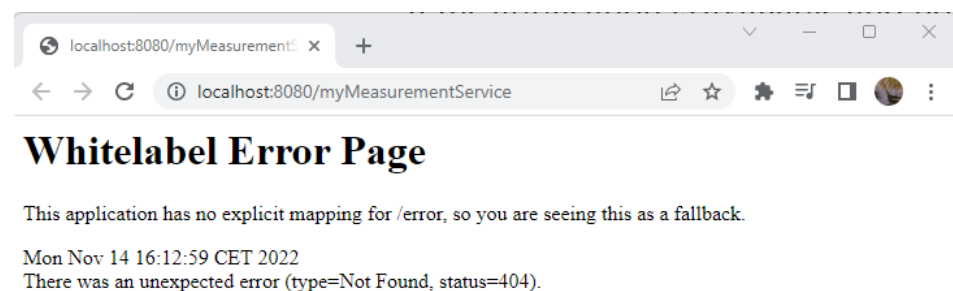 localhost:8080/myMeasurementS
localhost:8080/myMeasurementService
Whitelabel Error Page
This application has no explicit mapping for /error, so you are seeing this as a fallback.
Mon Nov 14 16:12:59 CET 2022
There was an unexpected error (type=Not Found, status=404).